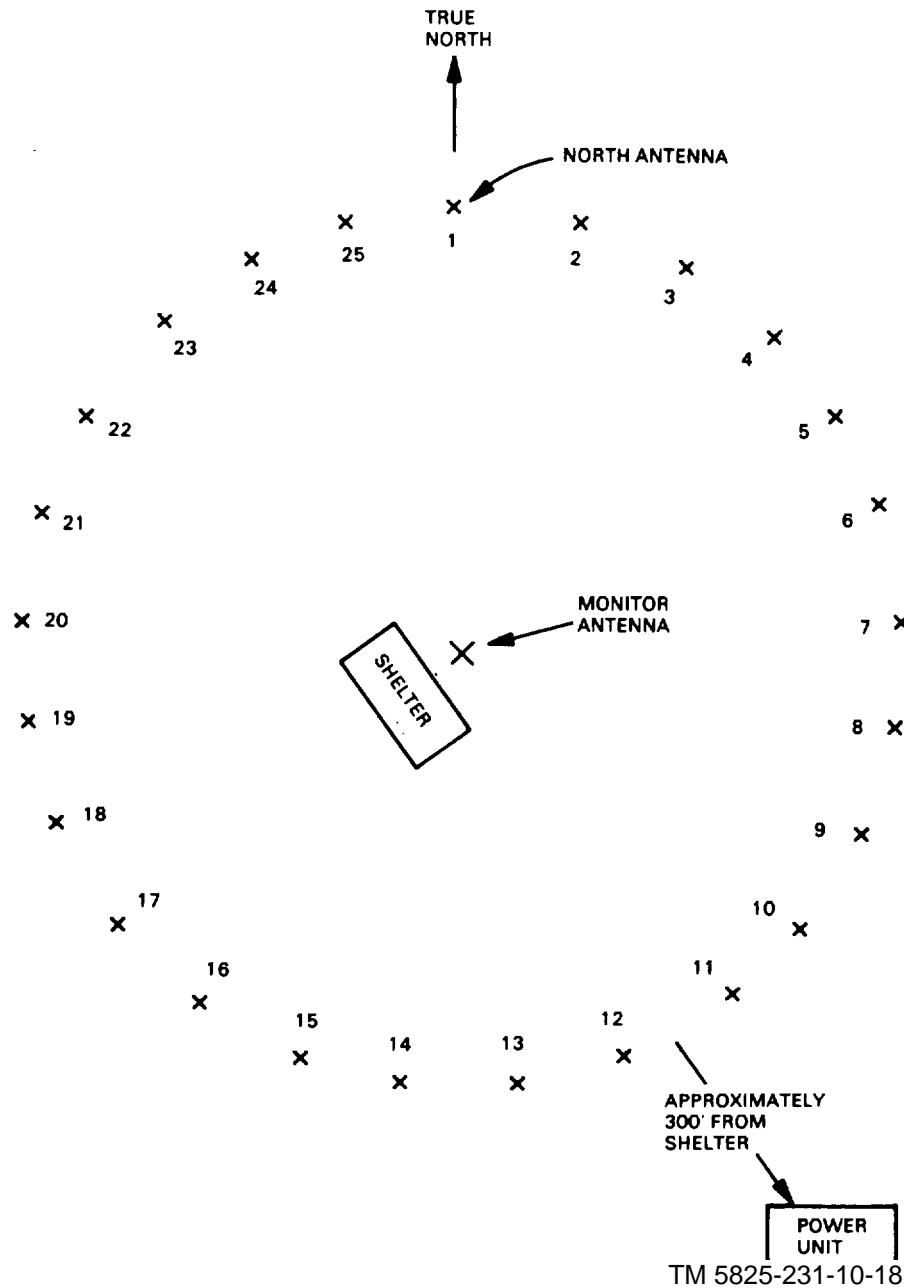 TRUE
NORTH
NORTH ANTENNA
1
2
3
4
5
6
7
8
9
10
11
12
13
14
15
16
17
18
19
20
21
22
23
24
25
MONITOR
ANTENNA
SHELTER
APPROXIMATELY
300' FROM
SHELTER
POWER
UNIT
TM 5825-231-10-18